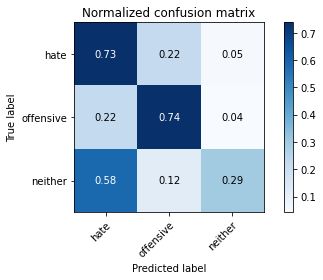 Normalized confusion matrix
True label
hate
offensive
neither
0.73 0.22 0.05
0.22 0.74 0.04
0.58 0.12 0.29
hate
offensive
neither
Predicted label
0.7
0.6
0.5
0.4
0.3
0.2
0.1